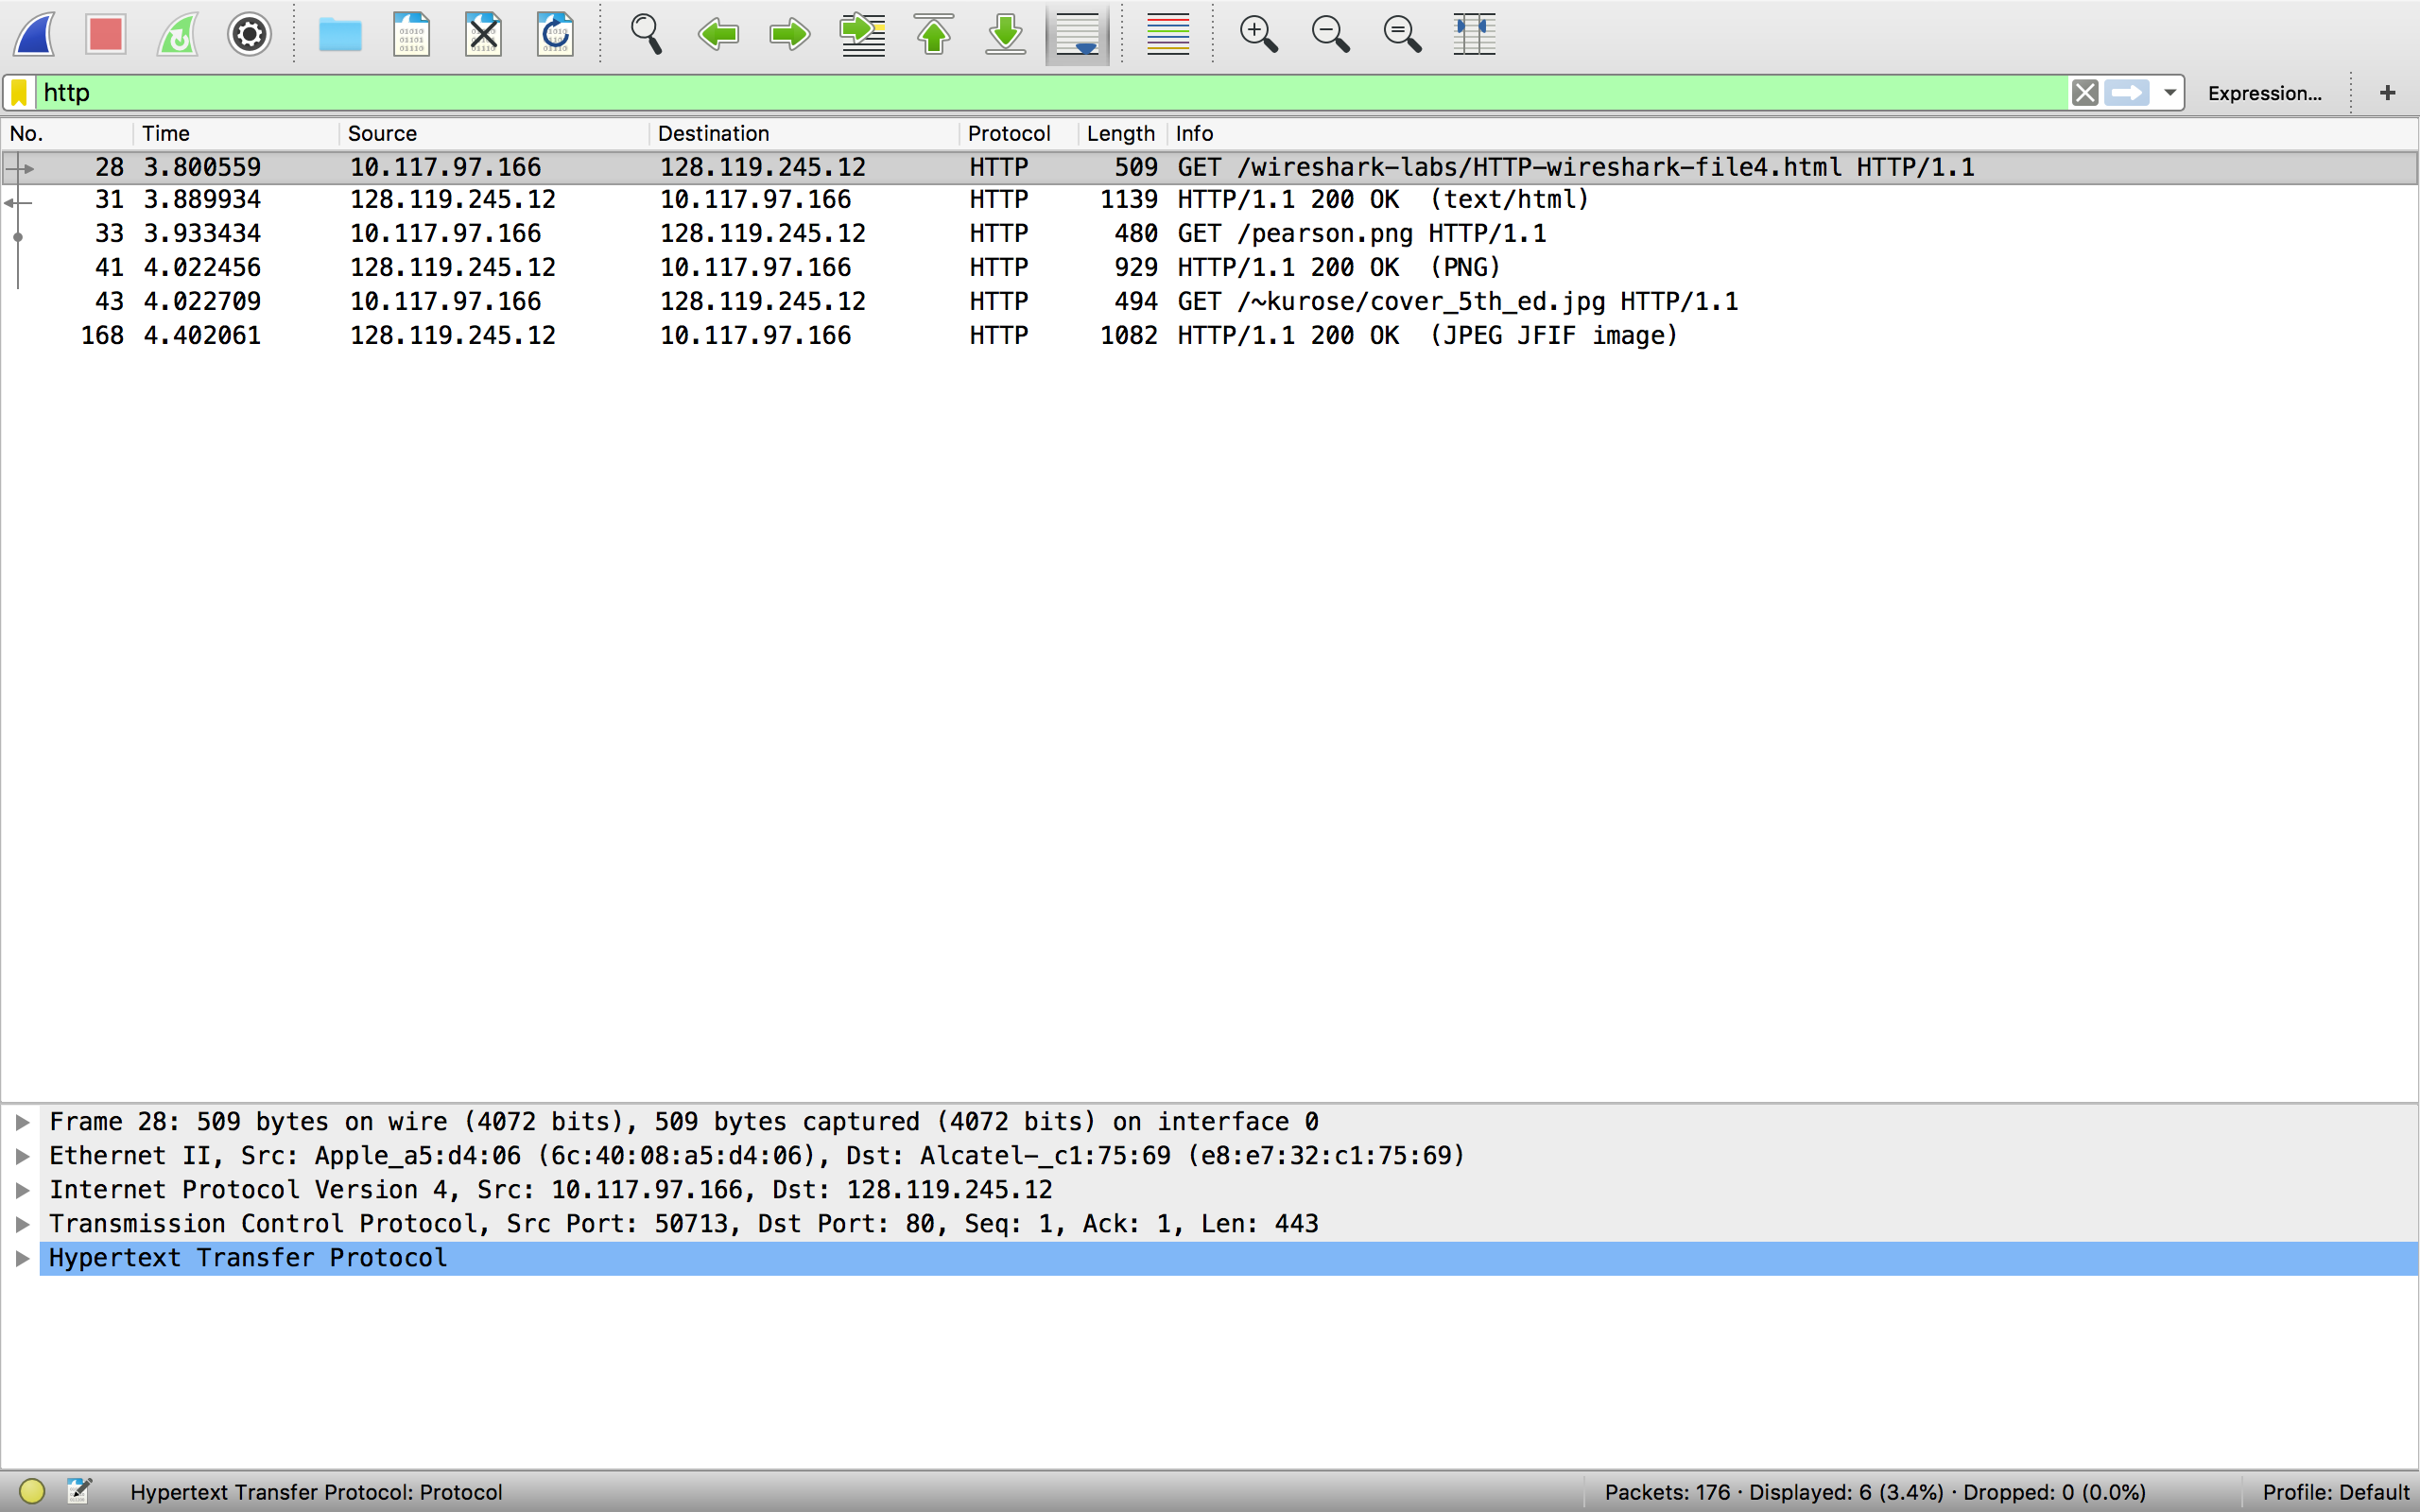 http
Expression... +
No. Time Source Destination Protocol Length Info
28 3.800559 10.117.97.166 128.119.245.12 HTTP 509 GET /wireshark-labs/HTTP-wireshark-file4.html HTTP/1.1
31 3.889934 128.119.245.12 10.117.97.166 HTTP 1139 HTTP/1.1 200 OK (text/html)
33 3.933434 10.117.97.166 128.119.245.12 HTTP 480 GET /pearson.png HTTP/1.1
41 4.022456 128.119.245.12 10.117.97.166 HTTP 929 HTTP/1.1 200 OK (PNG)
43 4.022709 10.117.97.166 128.119.245.12 HTTP 494 GET /~kurose/cover_5th_ed.jpg HTTP/1.1
168 4.402061 128.119.245.12 10.117.97.166 HTTP 1082 HTTP/1.1 200 OK (JPEG JFIF image)
Frame 28: 509 bytes on wire (4072 bits), 509 bytes captured (4072 bits) on interface 0
Ethernet II, Src: Apple_a5:d4:06 (6c:40:08:a5:d4:06), Dst: Alcatel-_c1:75:69 (e8:e7:32:c1:75:69)
Internet Protocol Version 4, Src: 10.117.97.166, Dst: 128.119.245.12
Transmission Control Protocol, Src Port: 50713, Dst Port: 80, Seq: 1, Ack: 1, Len: 443
Hypertext Transfer Protocol
Hypertext Transfer Protocol: Protocol
Packets: 176 · Displayed: 6 (3.4%) · Dropped: 0 (0.0%)
Profile: Default